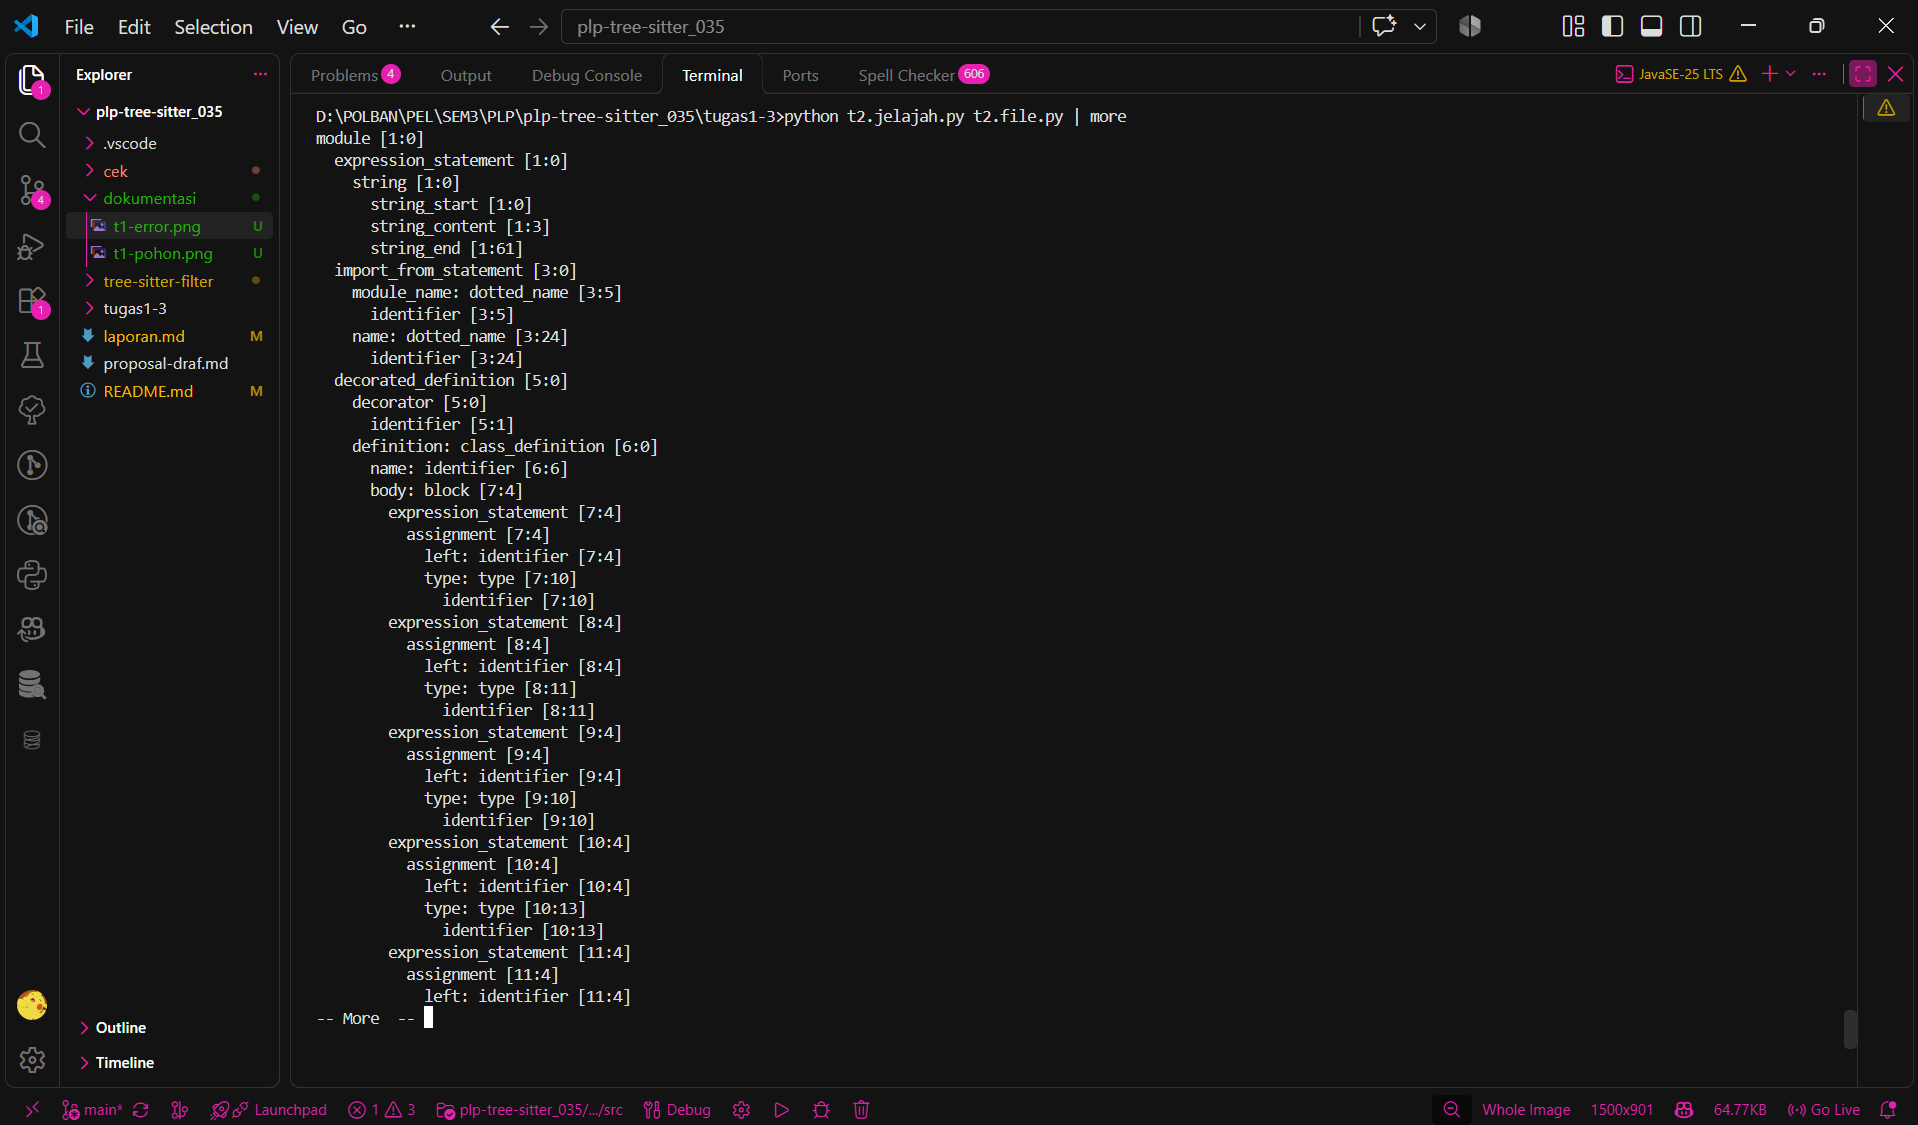 File Edit Selection View Go ···
plp-tree-sitter_035
Explorer ···
plp-tree-sitter_035
.vscode
cek
dokumentasi
t1-error.png U
t1-pohon.png U
tree-sitter-filter
tugas1-3
laporan.md M
proposal-draf.md
README.md M
Outline
Timeline
1
4
1
Problems 4 Output Debug Console Terminal Ports Spell Checker 606
JavaSE-25 LTS
D:\POLBAN\PEL\SEM3\PLP\plp-tree-sitter_035\tugas1-3>python t2.jelajah.py t2.file.py | more
module [1:0]
expression_statement [1:0]
string [1:0]
string_start [1:0]
string_content [1:3]
string_end [1:61]
import_from_statement [3:0]
module_name: dotted_name [3:5]
identifier [3:5]
name: dotted_name [3:24]
identifier [3:24]
decorated_definition [5:0]
decorator [5:0]
identifier [5:1]
definition: class_definition [6:0]
name: identifier [6:6]
body: block [7:4]
expression_statement [7:4]
assignment [7:4]
left: identifier [7:4]
type: type [7:10]
identifier [7:10]
expression_statement [8:4]
assignment [8:4]
left: identifier [8:4]
type: type [8:11]
identifier [8:11]
expression_statement [9:4]
assignment [9:4]
left: identifier [9:4]
type: type [9:10]
identifier [9:10]
expression_statement [10:4]
assignment [10:4]
left: identifier [10:4]
type: type [10:13]
identifier [10:13]
expression_statement [11:4]
assignment [11:4]
left: identifier [11:4]
-- More --
main* Launchpad 1 3 plp-tree-sitter_035/.../src Debug Whole Image 1500x901 64.77KB Go Live